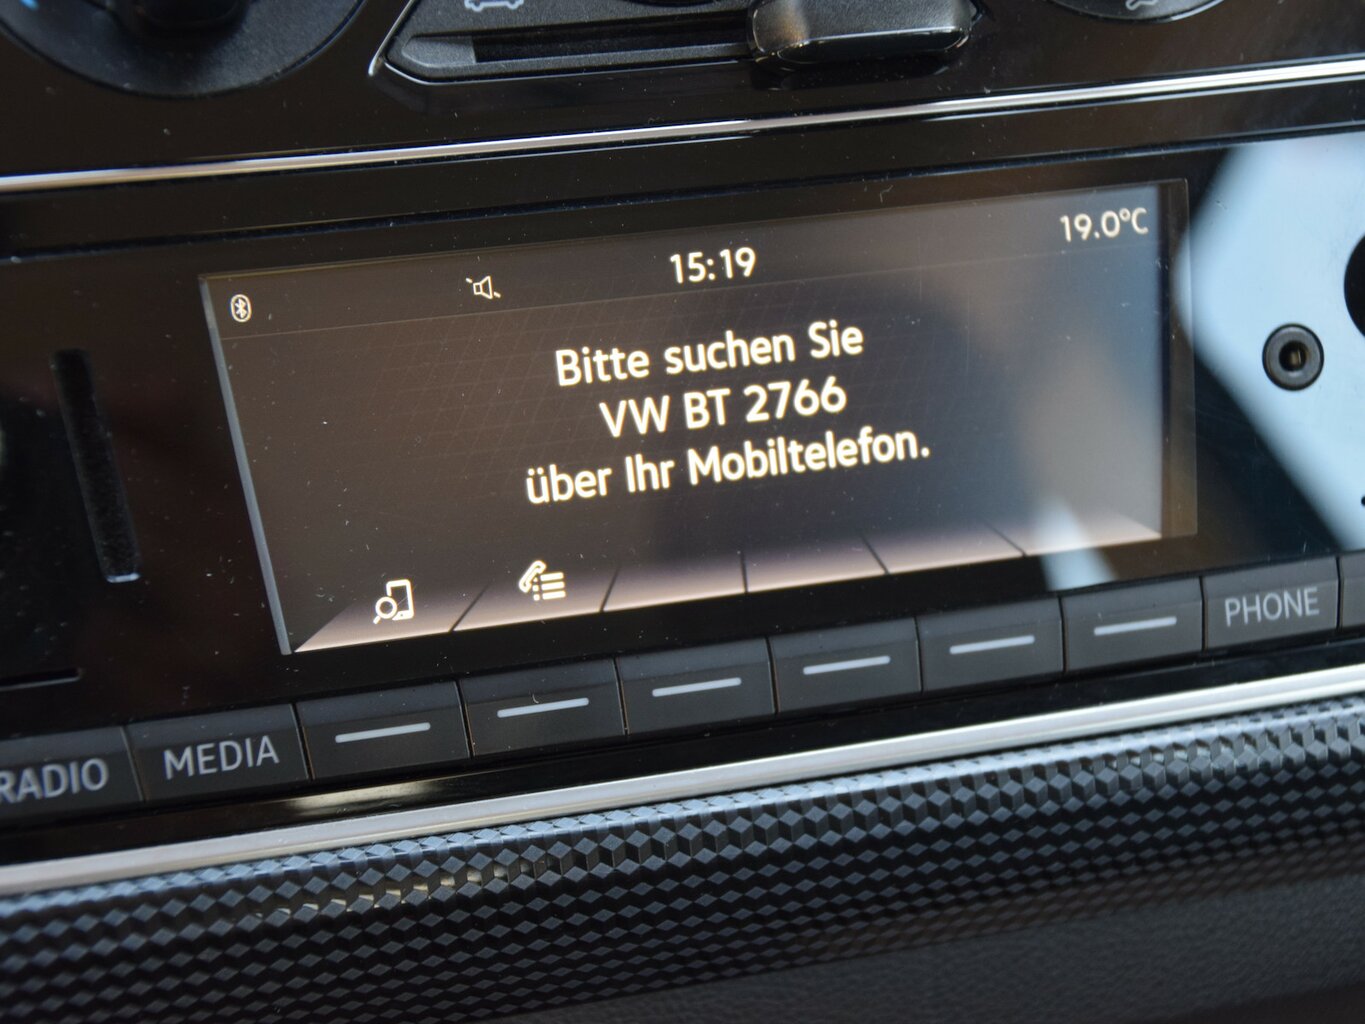 15:19
19.0°C
Bitte suchen Sie
VW BT 2766
über Ihr Mobiltelefon.
RADIO
MEDIA
PHONE